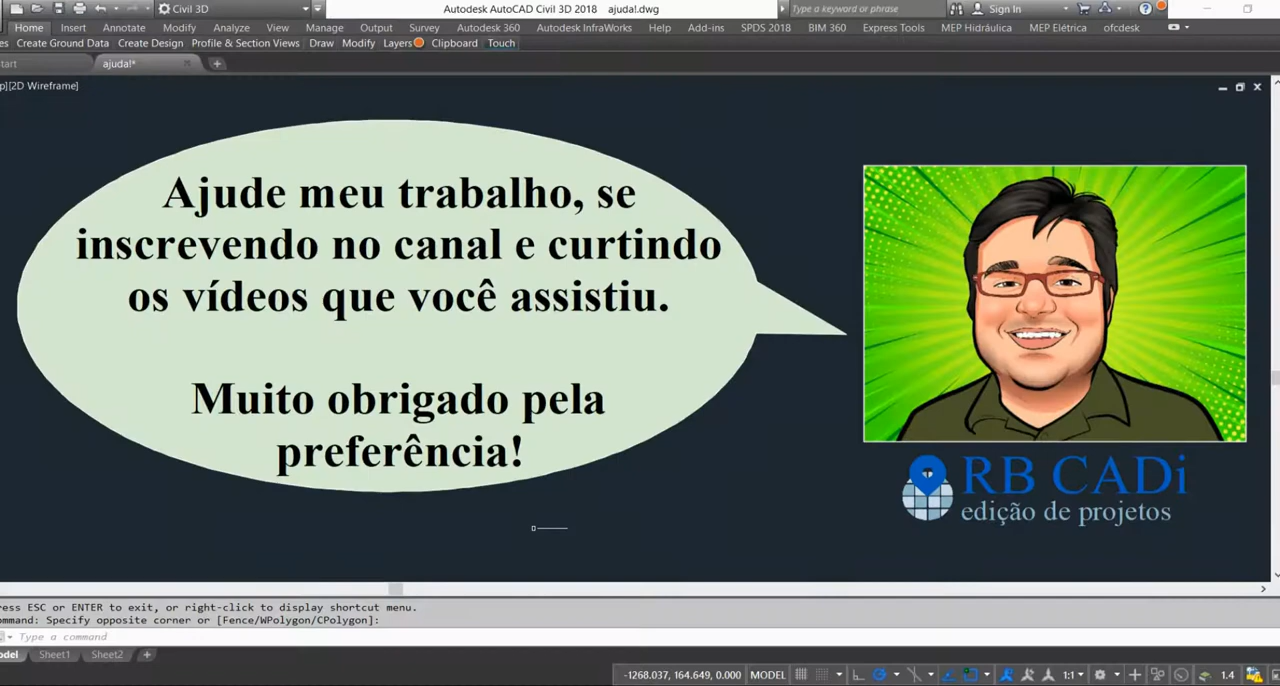 Civil 3D
Autodesk AutoCAD Civil 3D 2018 ajuda!.dwg
Type a keyword or phrase
Sign In
Home Insert Annotate Modify Analyze View Manage Output Survey Autodesk 360 Autodesk InfraWorks Help Add-ins SPDS 2018 BIM 360 Express Tools MEP Hidráulica MEP Elétrica ofcdesk
es Create Ground Data Create Design Profile & Section Views Draw Modify Layers Clipboard Touch
tart ajuda!*
p][2D Wireframe]
Ajude meu trabalho, se
inscrevendo no canal e curtindo
os vídeos que você assistiu.
Muito obrigado pela
preferência!
RB CADi
edição de projetos
ress ESC or ENTER to exit, or right-click to display shortcut menu.
ommand: Specify opposite corner or [Fence/WPolygon/CPolygon]:
Type a command
odel Sheet1 Sheet2
-1268.037, 164.649, 0.000 MODEL 1:1 1.4